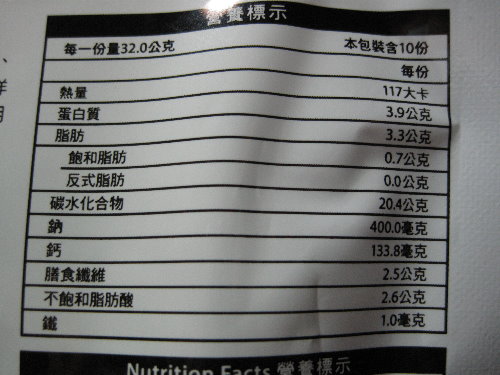 營養標示
每一份量32.0公克 本包裝含10份
每份
熱量 117大卡
蛋白質 3.9公克
脂肪 3.3公克
飽和脂肪 0.7公克
反式脂肪 0.0公克
碳水化合物 20.4公克
鈉 400.0毫克
鈣 133.8毫克
膳食纖維 2.5公克
不飽和脂肪酸 2.6公克
鐵 1.0毫克
Nutrition Facts 營養標示